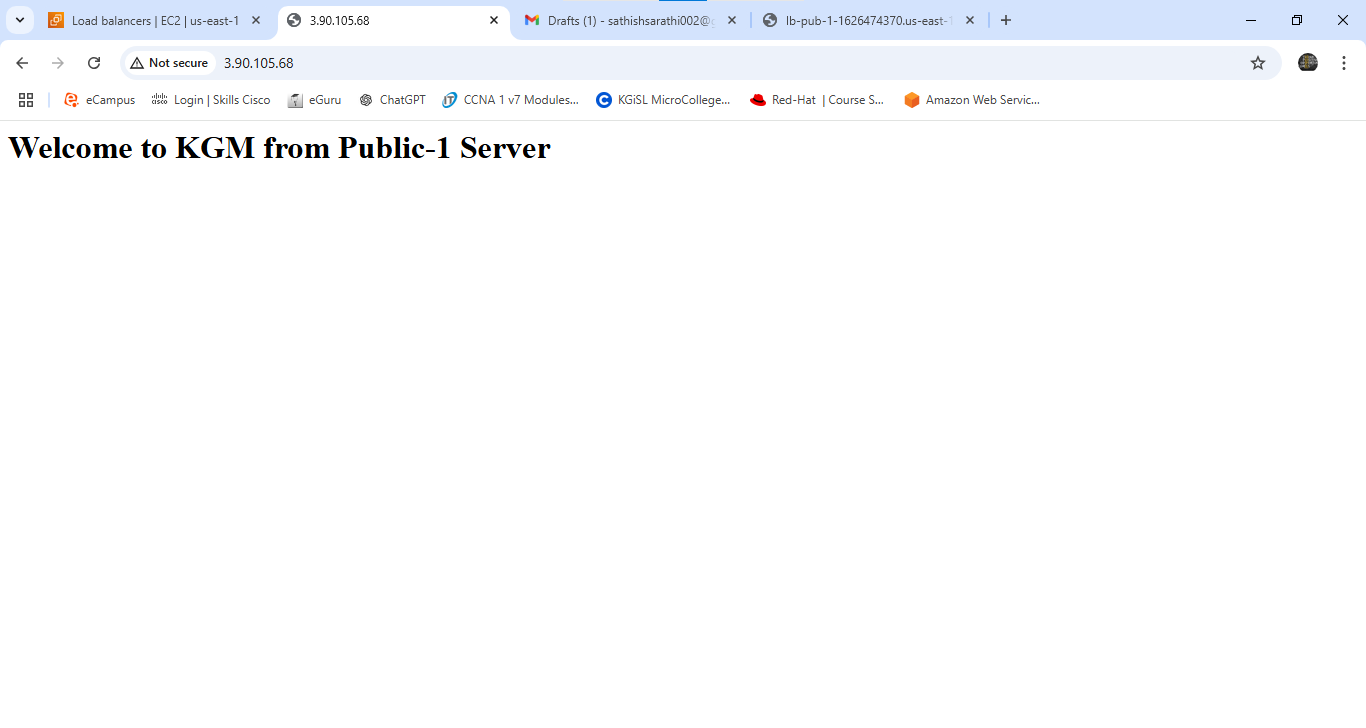 Load balancers | EC2 | us-east-1
3.90.105.68
Drafts (1) - sathishsarathi002@g
lb-pub-1-1626474370.us-east-1
Not secure
3.90.105.68
eCampus
Login | Skills Cisco
eGuru
ChatGPT
CCNA 1 v7 Modules...
KGiSL MicroCollege...
Red-Hat | Course S...
Amazon Web Servic...
Welcome to KGM from Public-1 Server